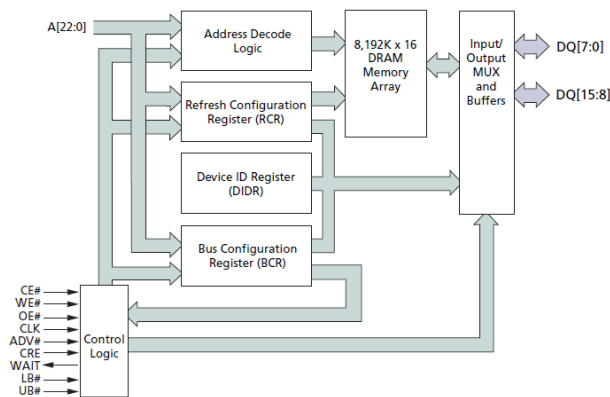 A[22:0]
Address Decode
Logic
8,192K x 16
DRAM
Memory
Array
Input/
Output
MUX
and
Buffers
DQ[7:0]
DQ[15:8]
Refresh Configuration
Register (RCR)
Device ID Register
(DIDR)
Bus Configuration
Register (BCR)
CE#
WE#
OE#
CLK
ADV#
CRE
WAIT
LB#
UB#
Control
Logic